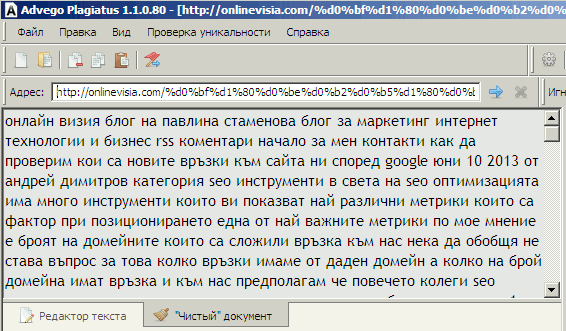 Advego Plagiatus 1.1.0.80 - [http://onlinevisia.com/%d0%bf%d1%80%d0%be%d0%b2%d0%
Файл Правка Вид Проверка уникальности Справка
Адрес: http://onlinevisia.com/%d0%bf%d1%80%d0%be%d0%b2%d0%b5%d1%80%d0%b Игн
онлайн визия блог на павлина стаменова блог за маркетинг интернет
технологии и бизнес rss коментари начало за мен контакти как да
проверим кои са новите връзки към сайта ни според google юни 10 2013 от
андрей димитров категория seo инструменти в света на seo оптимизацията
има много инструменти които ви показват най различни метрики които са
фактор при позиционирането една от най важните метрики по мое мнение
е броят на домейните които са сложили връзка към нас нека да обобщя не
става въпрос за това колко връзки имаме от даден домейн а колко на брой
домейна имат връзка и към нас предполагам че повечето колеги seo
Редактор текста "Чистый" документ